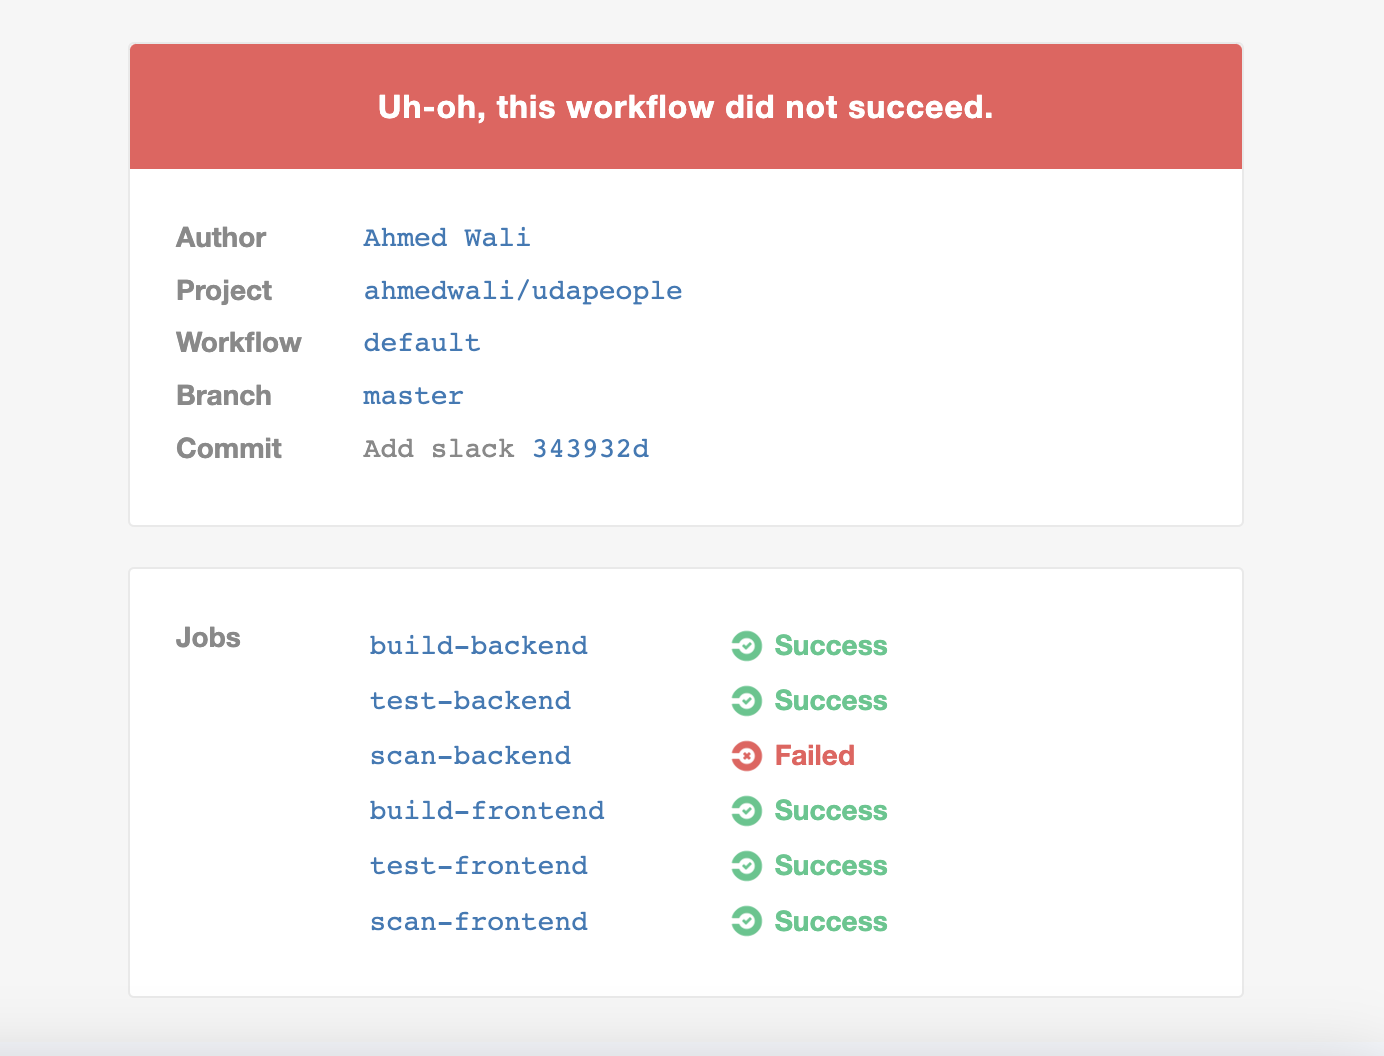 Uh-oh, this workflow did not succeed.
Author Ahmed Wali
Project ahmedwali/udapeople
Workflow default
Branch master
Commit Add slack 343932d
Jobs build-backend Success
test-backend Success
scan-backend Failed
build-frontend Success
test-frontend Success
scan-frontend Success